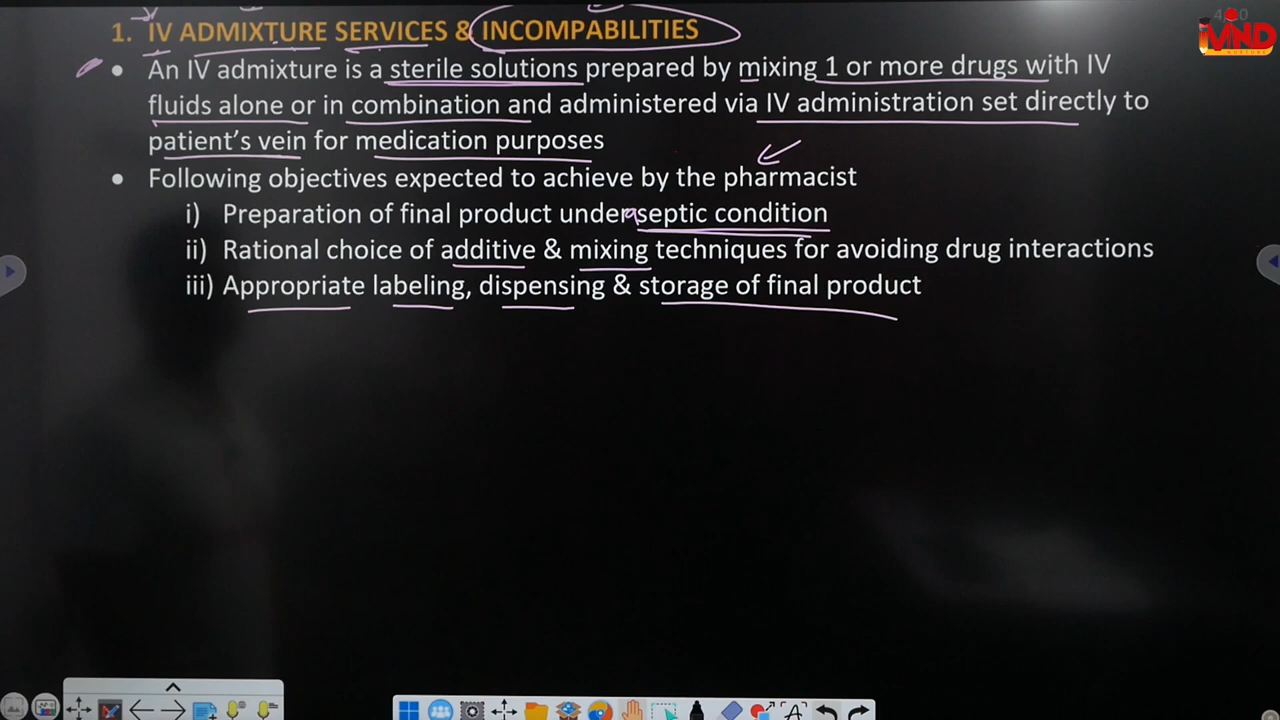 1. IV ADMIXTURE SERVICES & INCOMPABILITIES
• An IV admixture is a sterile solutions prepared by mixing 1 or more drugs with IV
fluids alone or in combination and administered via IV administration set directly to
patient's vein for medication purposes
• Following objectives expected to achieve by the pharmacist
i) Preparation of final product under aseptic condition
ii) Rational choice of additive & mixing techniques for avoiding drug interactions
iii) Appropriate labeling, dispensing & storage of final product